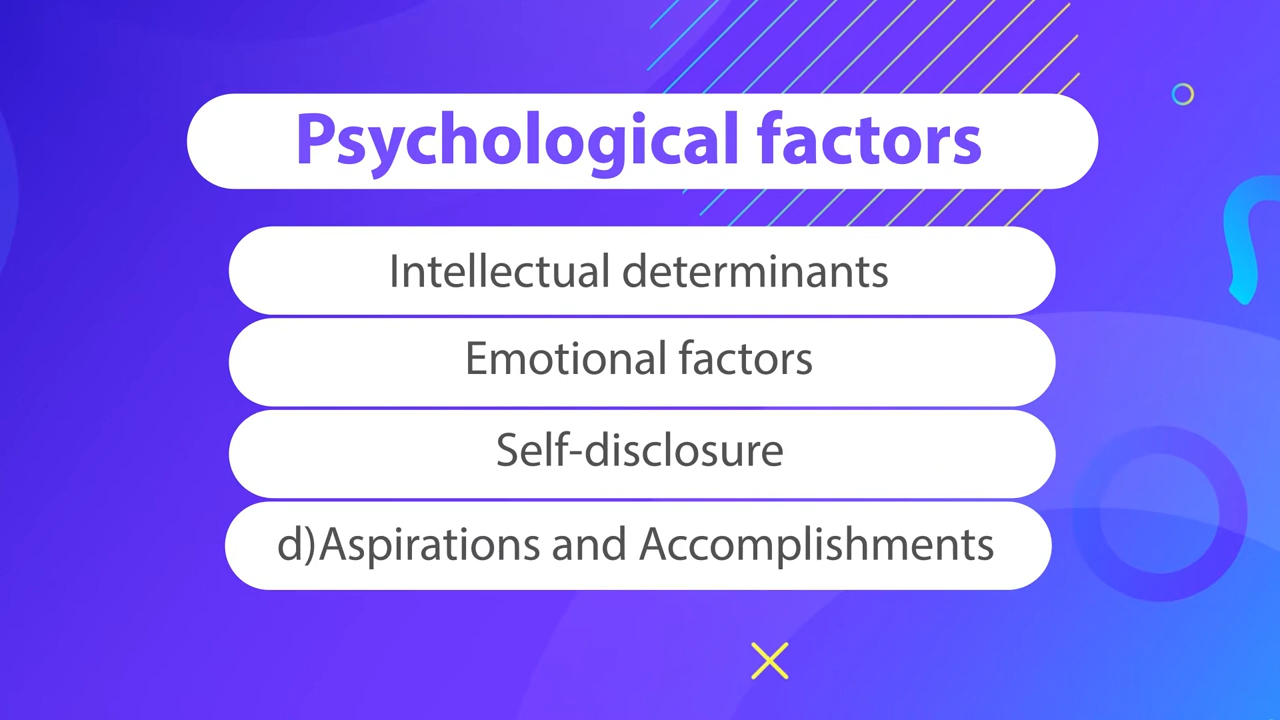 Psychological factors
Intellectual determinants
Emotional factors
Self-disclosure
d)Aspirations and Accomplishments